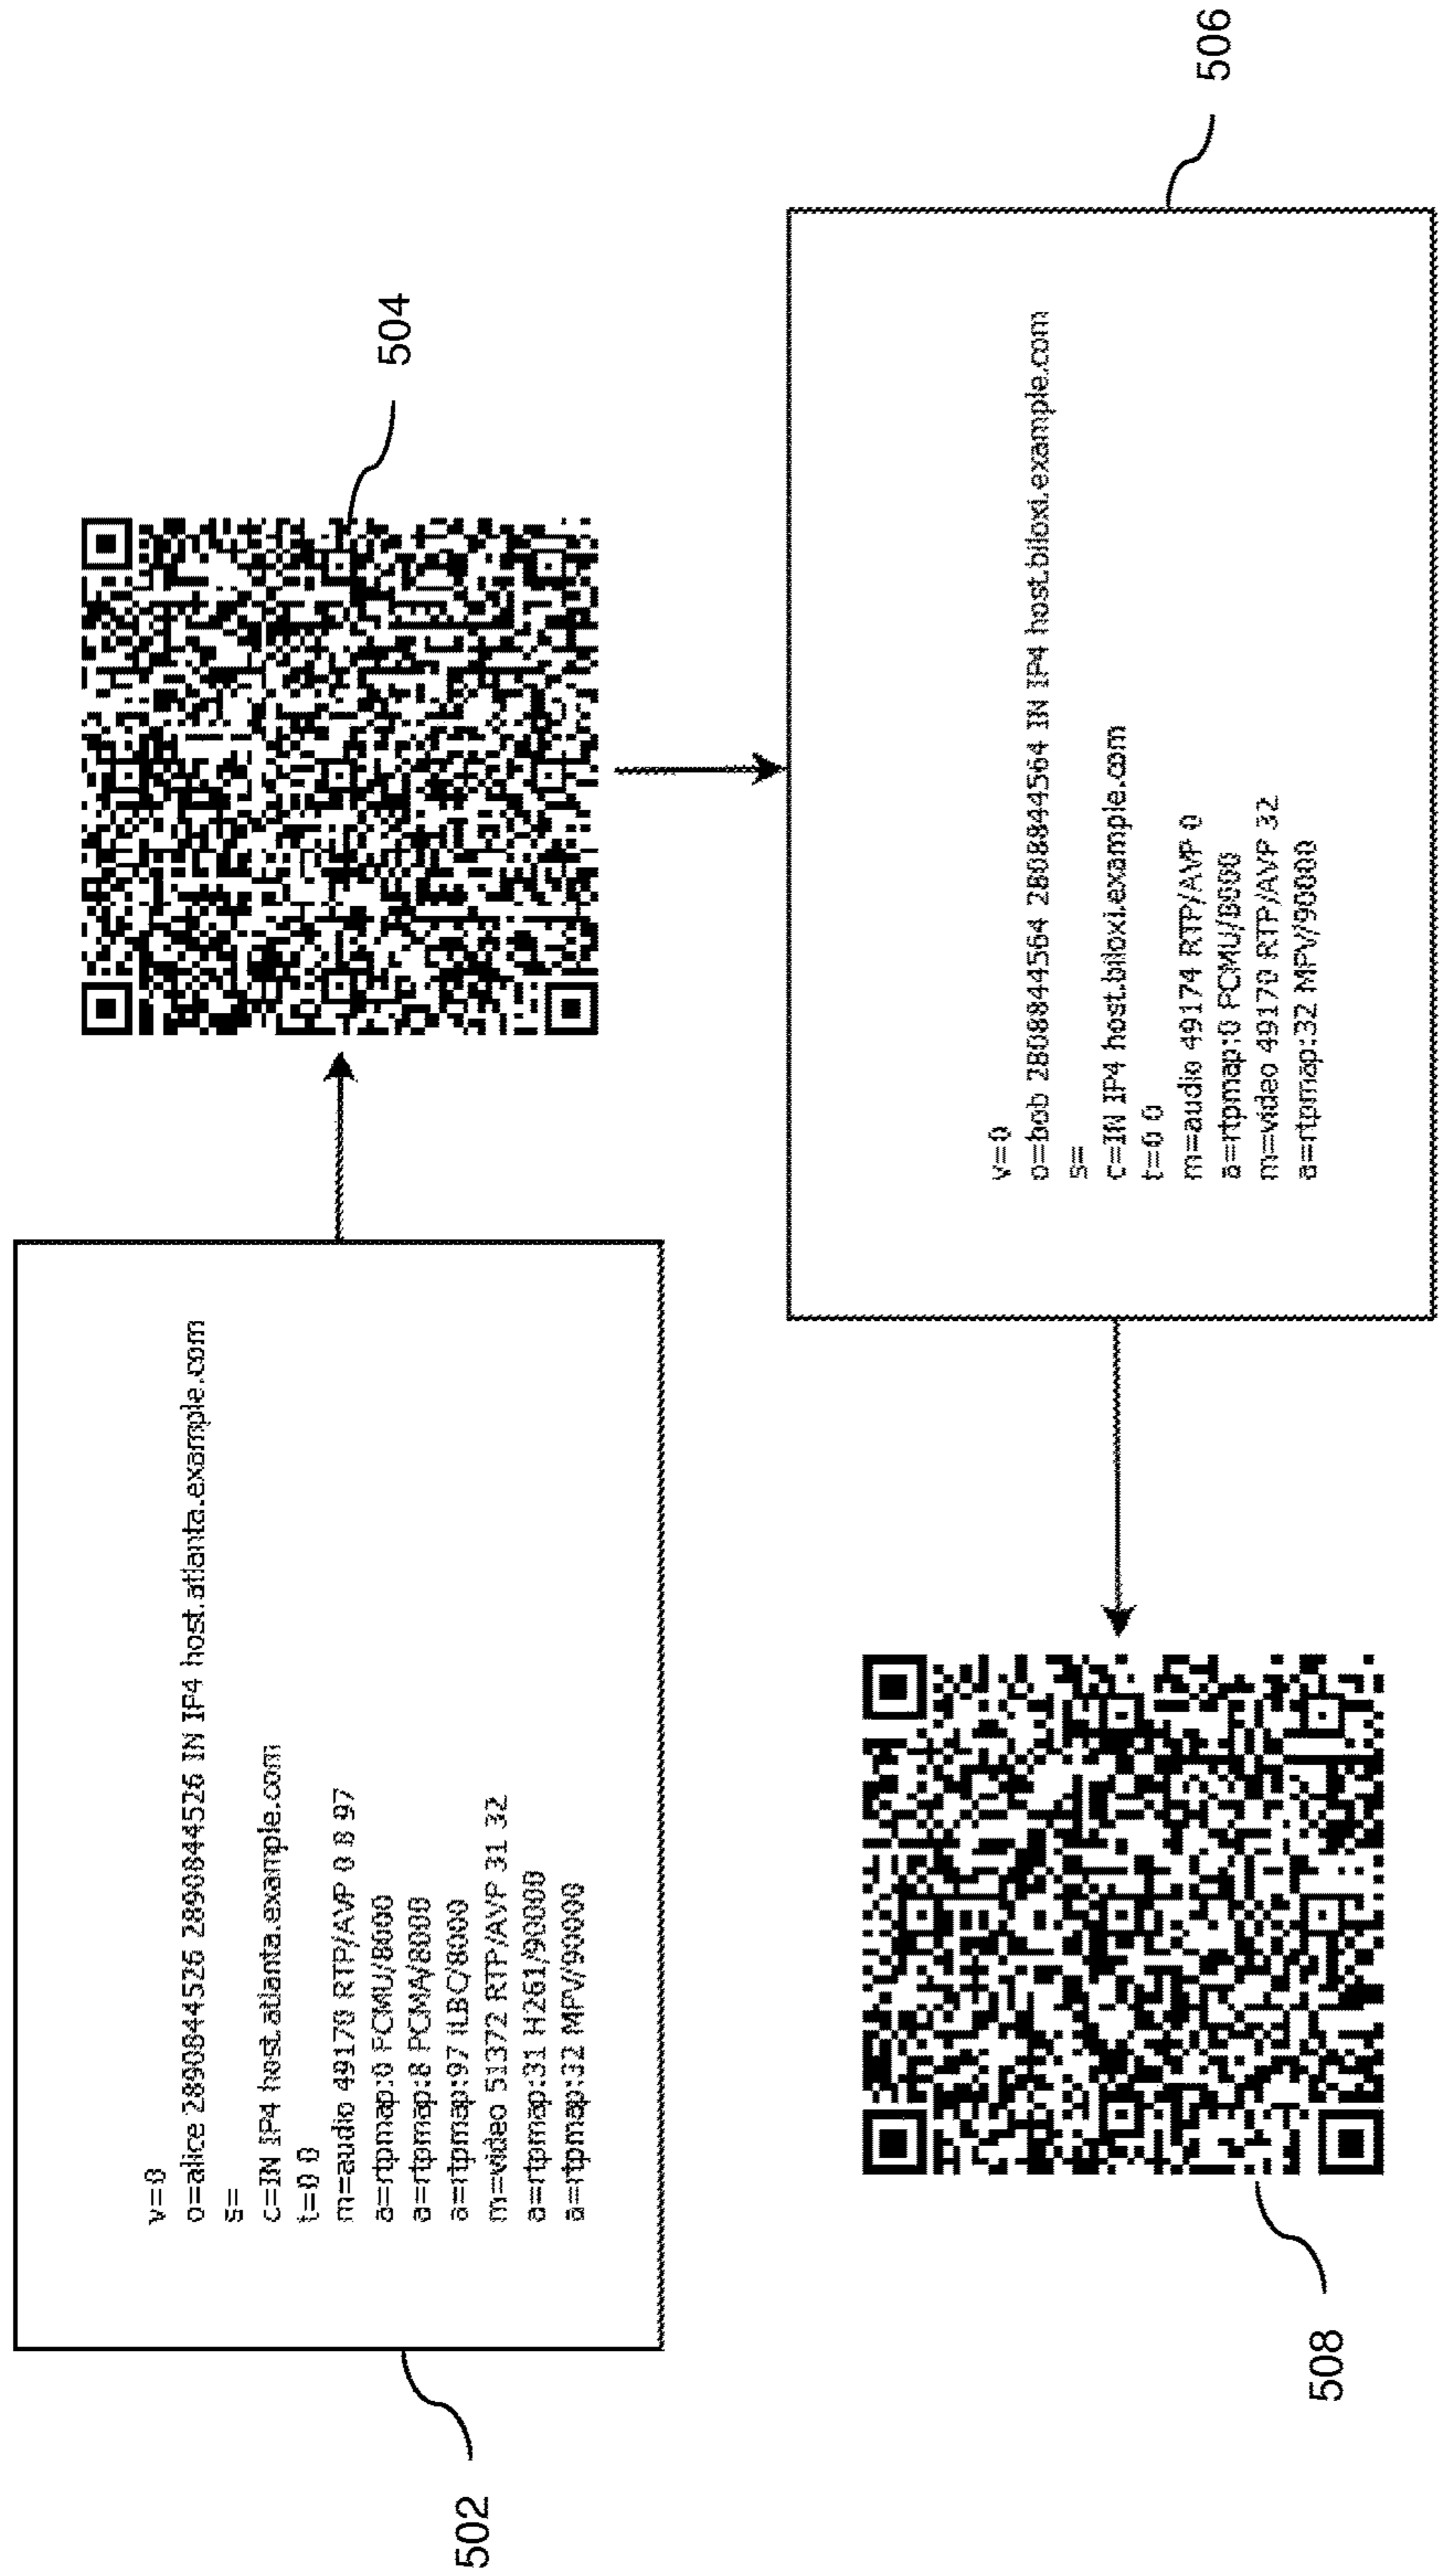 502
v=0
o=alice 2890844526 2890844526 IN IP4 host.atlanta.example.com
s=
c=IN IP4 host.atlanta.example.com
t=0 0
m=audio 49170 RTP/AVP 0 8 97
a=rtpmap:0 PCMU/8000
a=rtpmap:8 PCMA/8000
a=rtpmap:97 iLBC/8000
m=video 51372 RTP/AVP 31 32
a=rtpmap:31 H261/90000
a=rtpmap:32 MPV/90000
504
506
v=0
o=bob 2808844564 2808844564 IN IP4 host.biloxi.example.com
s=
c=IN IP4 host.biloxi.example.com
t=0 0
m=audio 49174 RTP/AVP 0
a=rtpmap:0 PCMU/8000
m=video 49170 RTP/AVP 32
a=rtpmap:32 MPV/90000
508